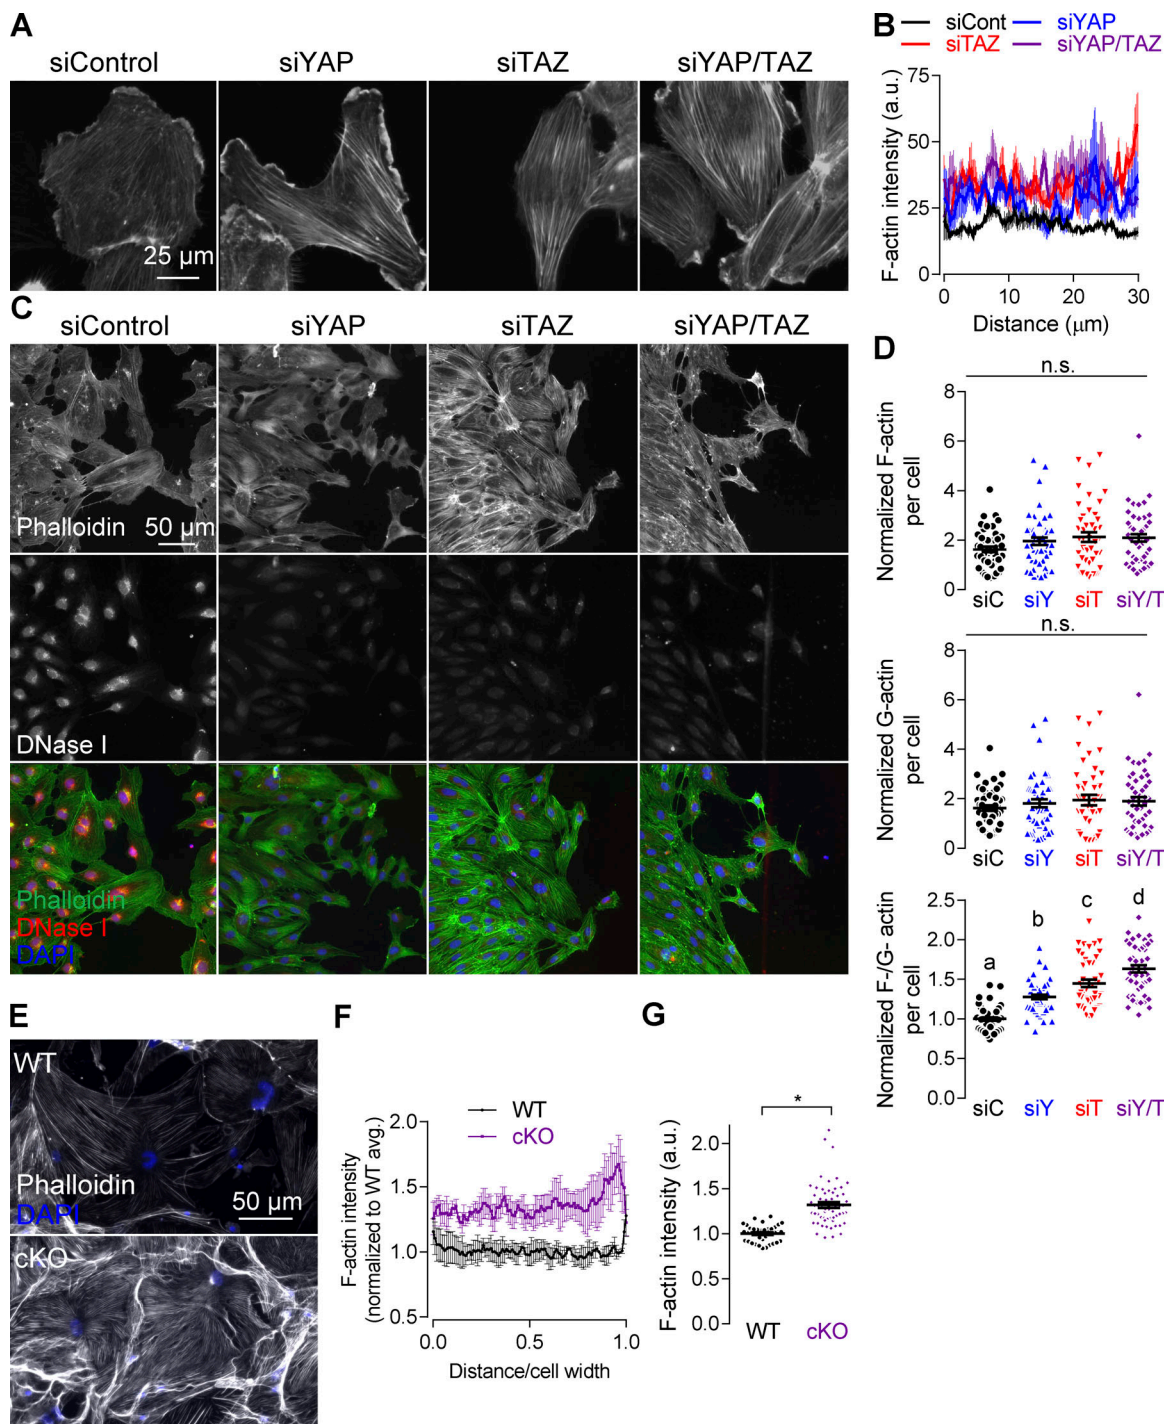 A
siControl siYAP siTAZ siYAP/TAZ
25 µm
B
siCont siYAP
siTAZ siYAP/TAZ
F-actin intensity (a.u.)
75
50
25
0
0 10 20 30
Distance (µm)
C
siControl siYAP siTAZ siYAP/TAZ
Phalloidin 50 µm
DNase I
Phalloidin
DNase I
DAPI
D
n.s.
Normalized F-actin
per cell
8
6
4
2
0
siC siY siT siY/T
n.s.
Normalized G-actin
per cell
8
6
4
2
0
siC siY siT siY/T
Normalized F-/G- actin
per cell
2.5
2.0
1.5
1.0
0.5
0.0
a b c d
siC siY siT siY/T
E
WT
Phalloidin
DAPI
50 µm
cKO
F
WT
cKO
F-actin intensity
(normalized to WT avg.)
2.0
1.5
1.0
0.5
0.0 0.5 1.0
Distance/cell width
G
*
F-actin intensity (a.u.)
2.0
1.5
1.0
0.5
0.0
WT cKO